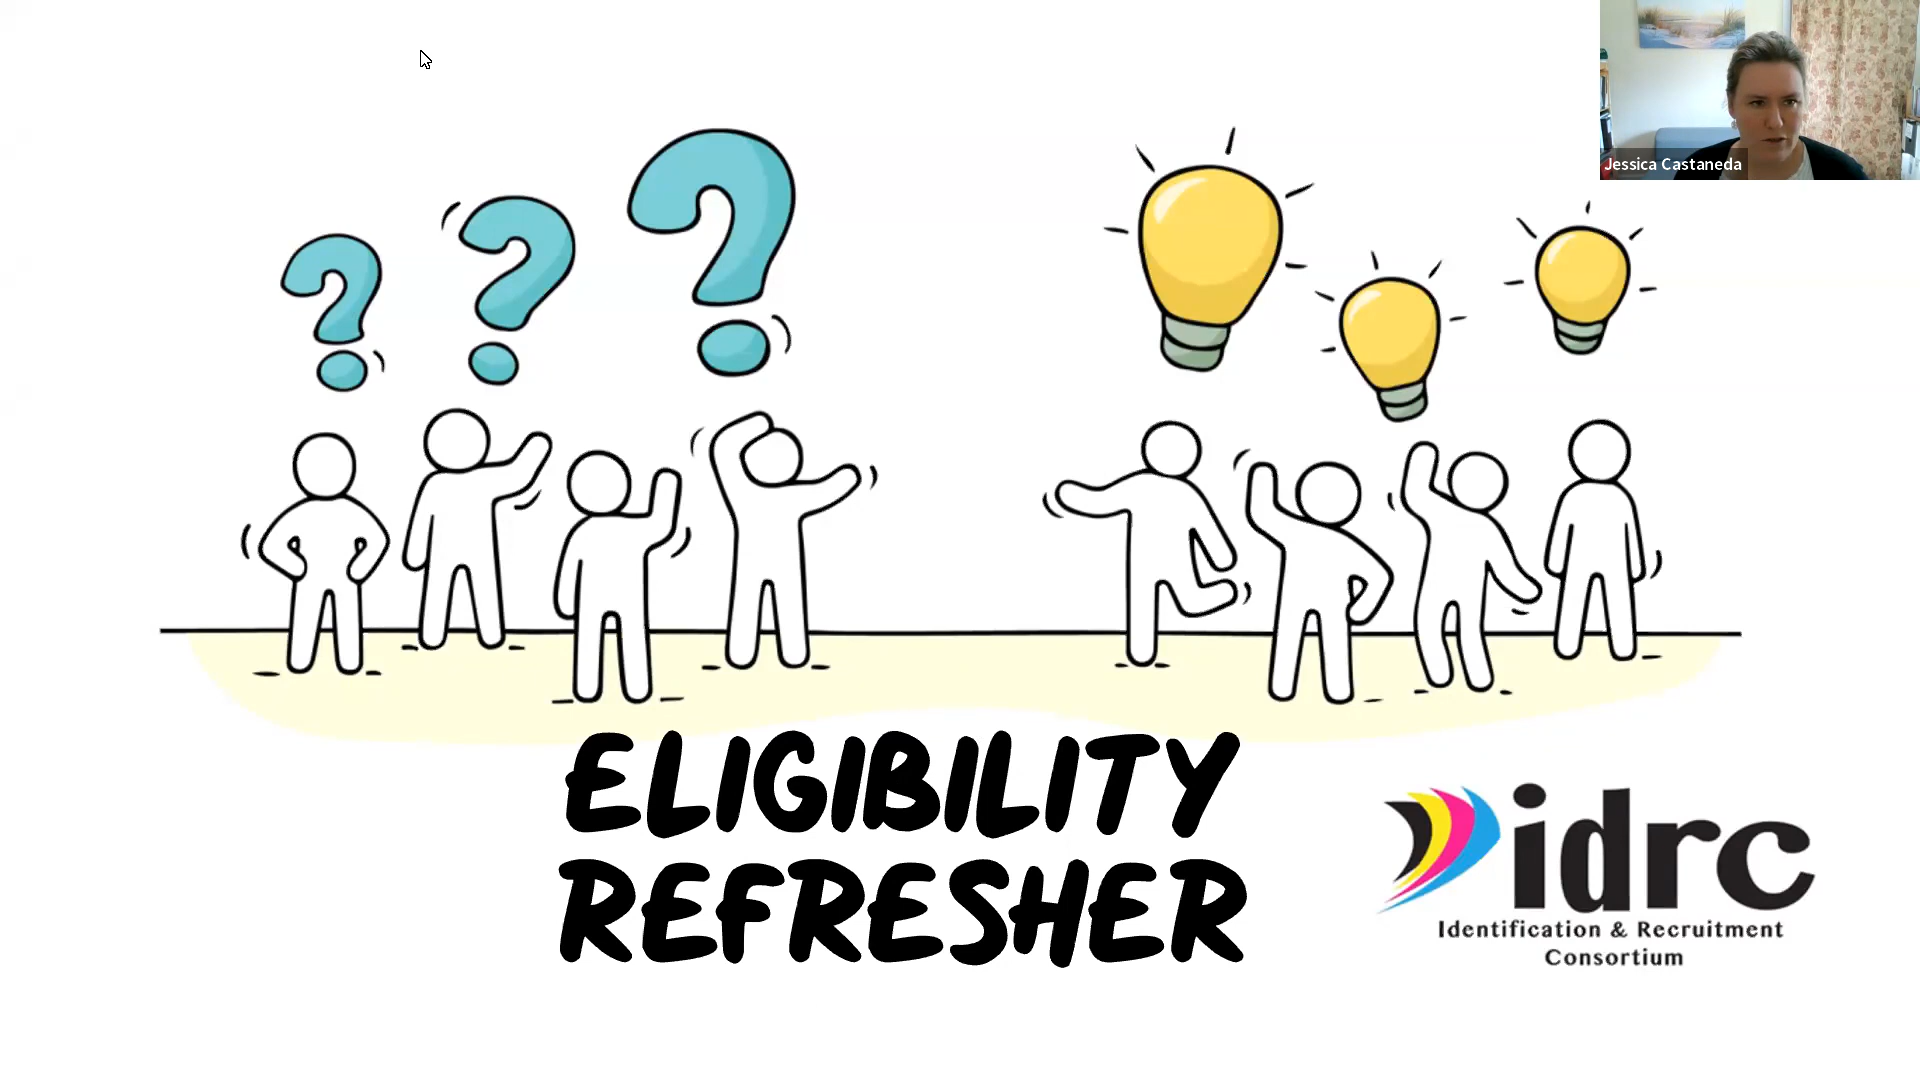 Jessica Castaneda
ELIGIBILITY
REFRESHER
idrc
Identification & Recruitment
Consortium